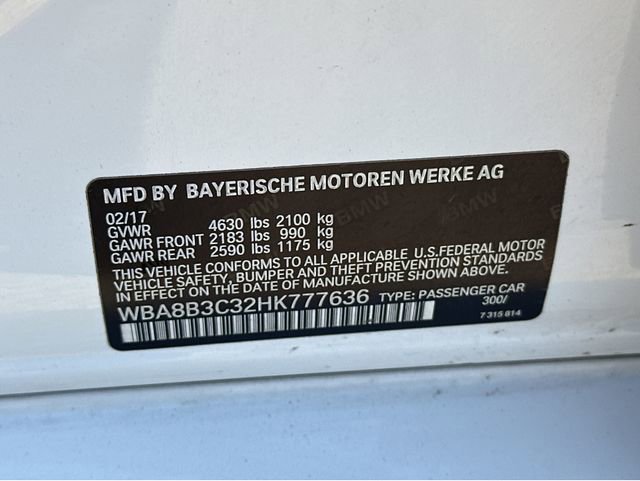 MFD BY BAYERISCHE MOTOREN WERKE AG
02/17
GVWR 4630 lbs 2100 kg
GAWR FRONT 2183 lbs 990 kg
GAWR REAR 2590 lbs 1175 kg
THIS VEHICLE CONFORMS TO ALL APPLICABLE U.S.FEDERAL MOTOR
VEHICLE SAFETY, BUMPER AND THEFT PREVENTION STANDARDS
IN EFFECT ON THE DATE OF MANUFACTURE SHOWN ABOVE.
WBA8B3C32HK777636 TYPE: PASSENGER CAR
300/
7 315 814